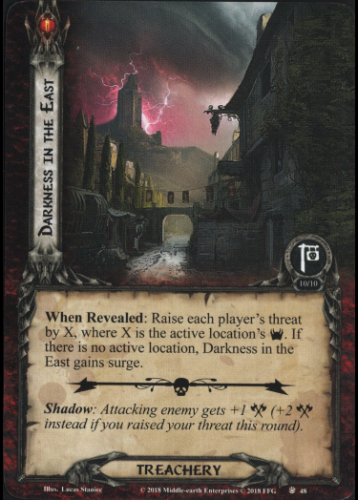 DARKNESS IN THE EAST
10/10
When Revealed: Raise each player's threat
by X, where X is the active location's . If
there is no active location, Darkness in the
East gains surge.
Shadow: Attacking enemy gets +1 (+2
instead if you raised your threat this round).
TREACHERY
Illus. Lucas Staniec © 2018 Middle-earth Enterprises © 2018 FFG 48